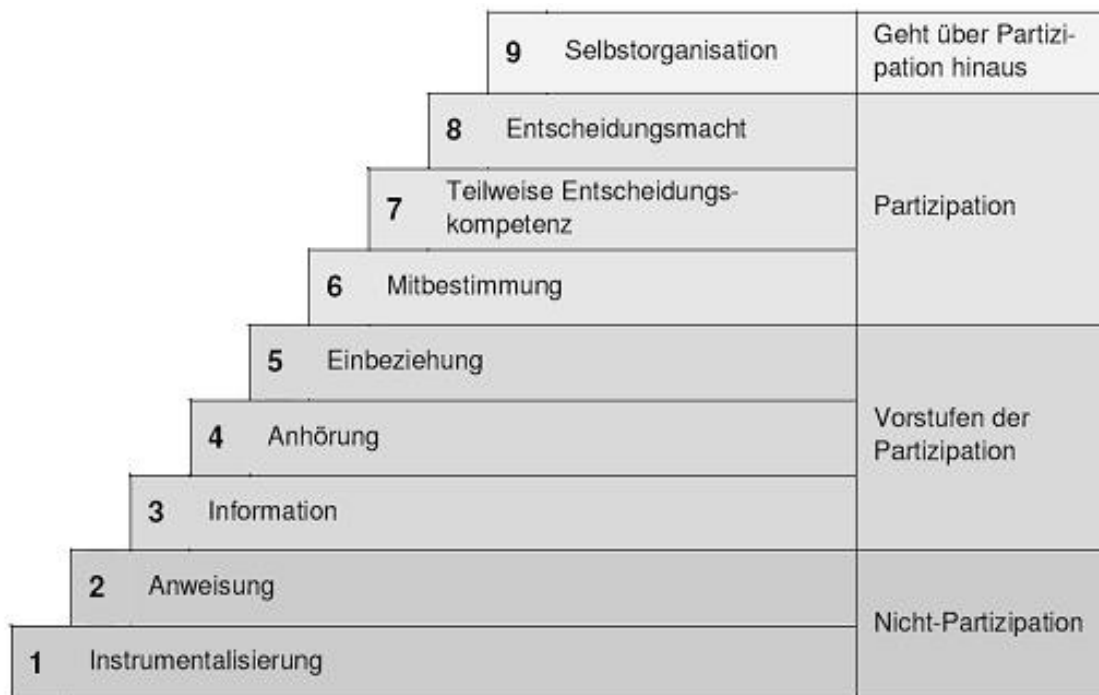 9 Selbstorganisation
Geht über Partizi-
pation hinaus
8 Entscheidungsmacht
7 Teilweise Entscheidungs-
kompetenz
Partizipation
6 Mitbestimmung
5 Einbeziehung
4 Anhörung
Vorstufen der
Partizipation
3 Information
2 Anweisung
Nicht-Partizipation
1 Instrumentalisierung